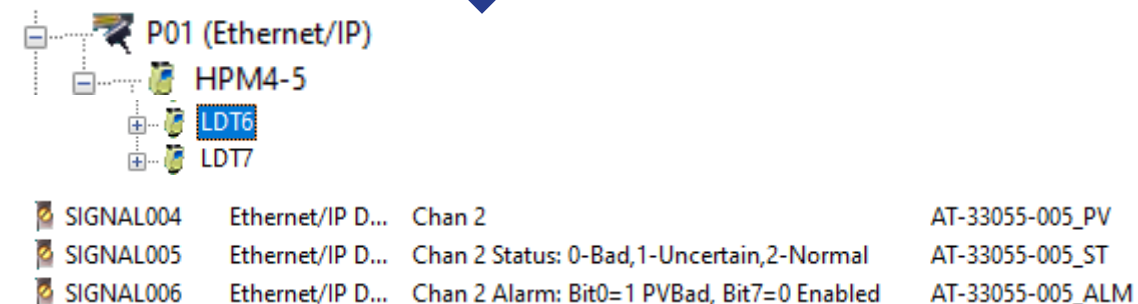 P01 (Ethernet/IP)
HPM4-5
LDT6
LDT7
SIGNAL004 Ethernet/IP D... Chan 2 AT-33055-005_PV
SIGNAL005 Ethernet/IP D... Chan 2 Status: 0-Bad,1-Uncertain,2-Normal AT-33055-005_ST
SIGNAL006 Ethernet/IP D... Chan 2 Alarm: Bit0=1 PVBad, Bit7=0 Enabled AT-33055-005_ALM